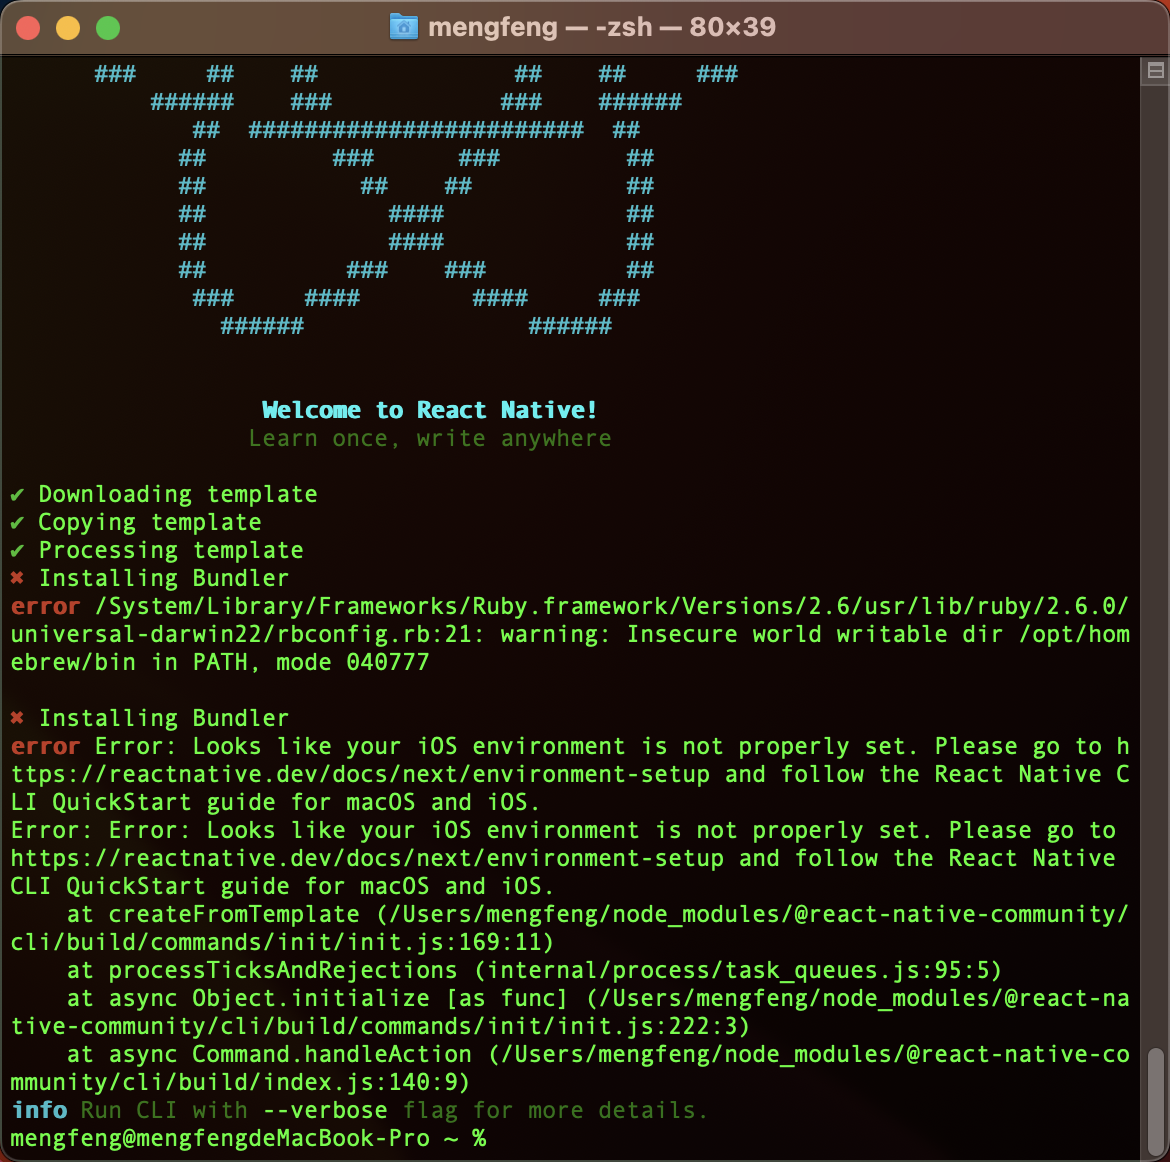 mengfeng — -zsh — 80×39
###     ##    ##              ##    ##     ###
######    ###          ###    ######
##  ########################  ##
##         ###      ###         ##
##           ##    ##           ##
##             ####             ##
##             ####             ##
##          ###    ###          ##
###     ####        ####     ###
######                ######
Welcome to React Native!
Learn once, write anywhere
✔ Downloading template
✔ Copying template
✔ Processing template
✖ Installing Bundler
error /System/Library/Frameworks/Ruby.framework/Versions/2.6/usr/lib/ruby/2.6.0/
universal-darwin22/rbconfig.rb:21: warning: Insecure world writable dir /opt/hom
ebrew/bin in PATH, mode 040777
✖ Installing Bundler
error Error: Looks like your iOS environment is not properly set. Please go to h
ttps://reactnative.dev/docs/next/environment-setup and follow the React Native C
LI QuickStart guide for macOS and iOS.
Error: Error: Looks like your iOS environment is not properly set. Please go to
https://reactnative.dev/docs/next/environment-setup and follow the React Native
CLI QuickStart guide for macOS and iOS.
    at createFromTemplate (/Users/mengfeng/node_modules/@react-native-community/
cli/build/commands/init/init.js:169:11)
    at processTicksAndRejections (internal/process/task_queues.js:95:5)
    at async Object.initialize [as func] (/Users/mengfeng/node_modules/@react-na
tive-community/cli/build/commands/init/init.js:222:3)
    at async Command.handleAction (/Users/mengfeng/node_modules/@react-native-co
mmunity/cli/build/index.js:140:9)
info Run CLI with --verbose flag for more details.
mengfeng@mengfengdeMacBook-Pro ~ %